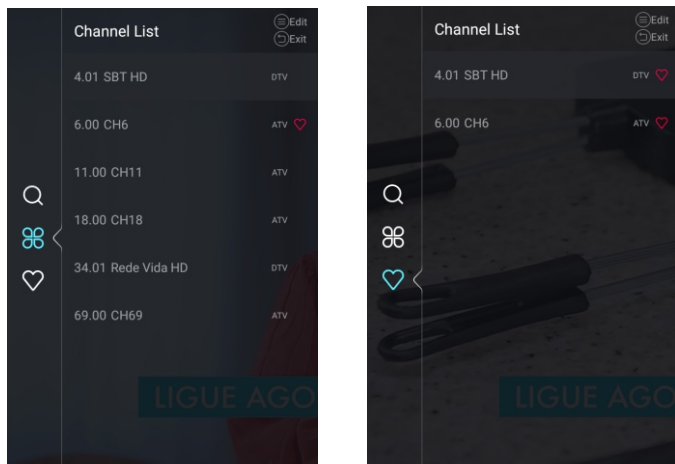 Channel List
Edit
Exit
4.01 SBT HD DTV
6.00 CH6 ATV
11.00 CH11 ATV
18.00 CH18 ATV
34.01 Rede Vida HD DTV
69.00 CH69 ATV
LIGUE AGO
Channel List
Edit
Exit
4.01 SBT HD DTV
6.00 CH6 ATV
LIGUE AGO